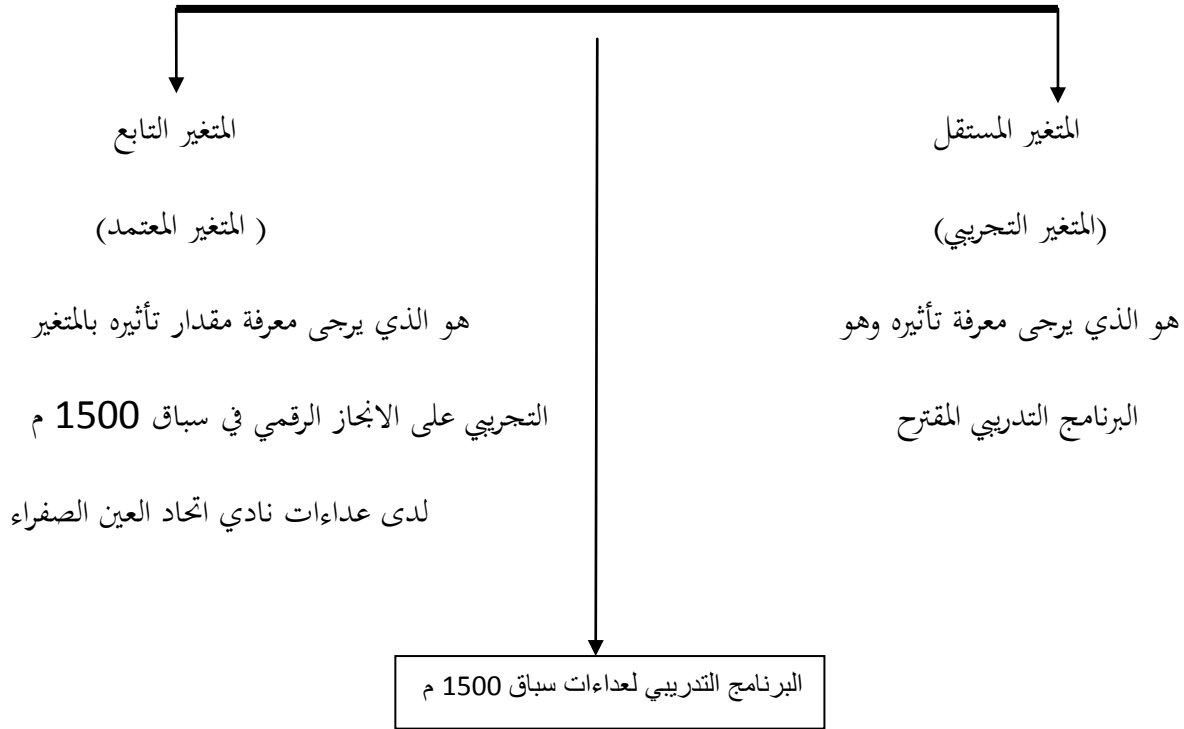 المتغير المستقل
(المتغير التجريبي)
هو الذي يرجى معرفة تأثيره وهو
البرنامج التدريبي المقترح
المتغير التابع
( المتغير المعتمد)
هو الذي يرجى معرفة مقدار تأثيره بالمتغير
التجريبي على الانجاز الرقمي في سباق 1500 م
لدى عداءات نادي اتحاد العين الصفراء
البرنامج التدريبي لعداءات سباق 1500 م